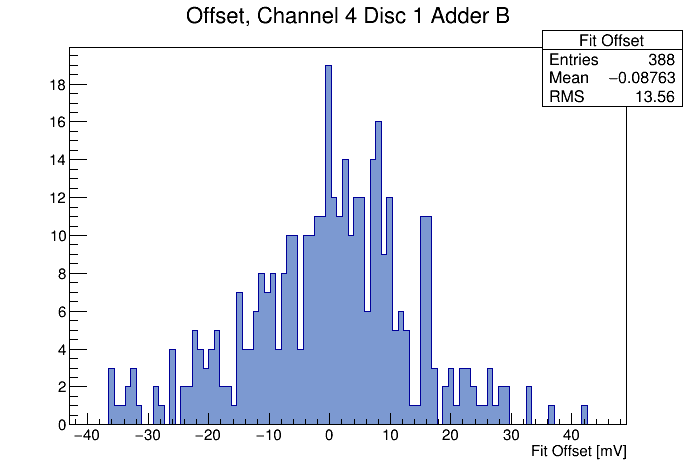 Offset, Channel 4 Disc 1 Adder B
Fit Offset
Entries 388
Mean −0.08763
RMS 13.56
18
16
14
12
10
8
6
4
2
0
−40 −30 −20 −10 0 10 20 30 40
Fit Offset [mV]